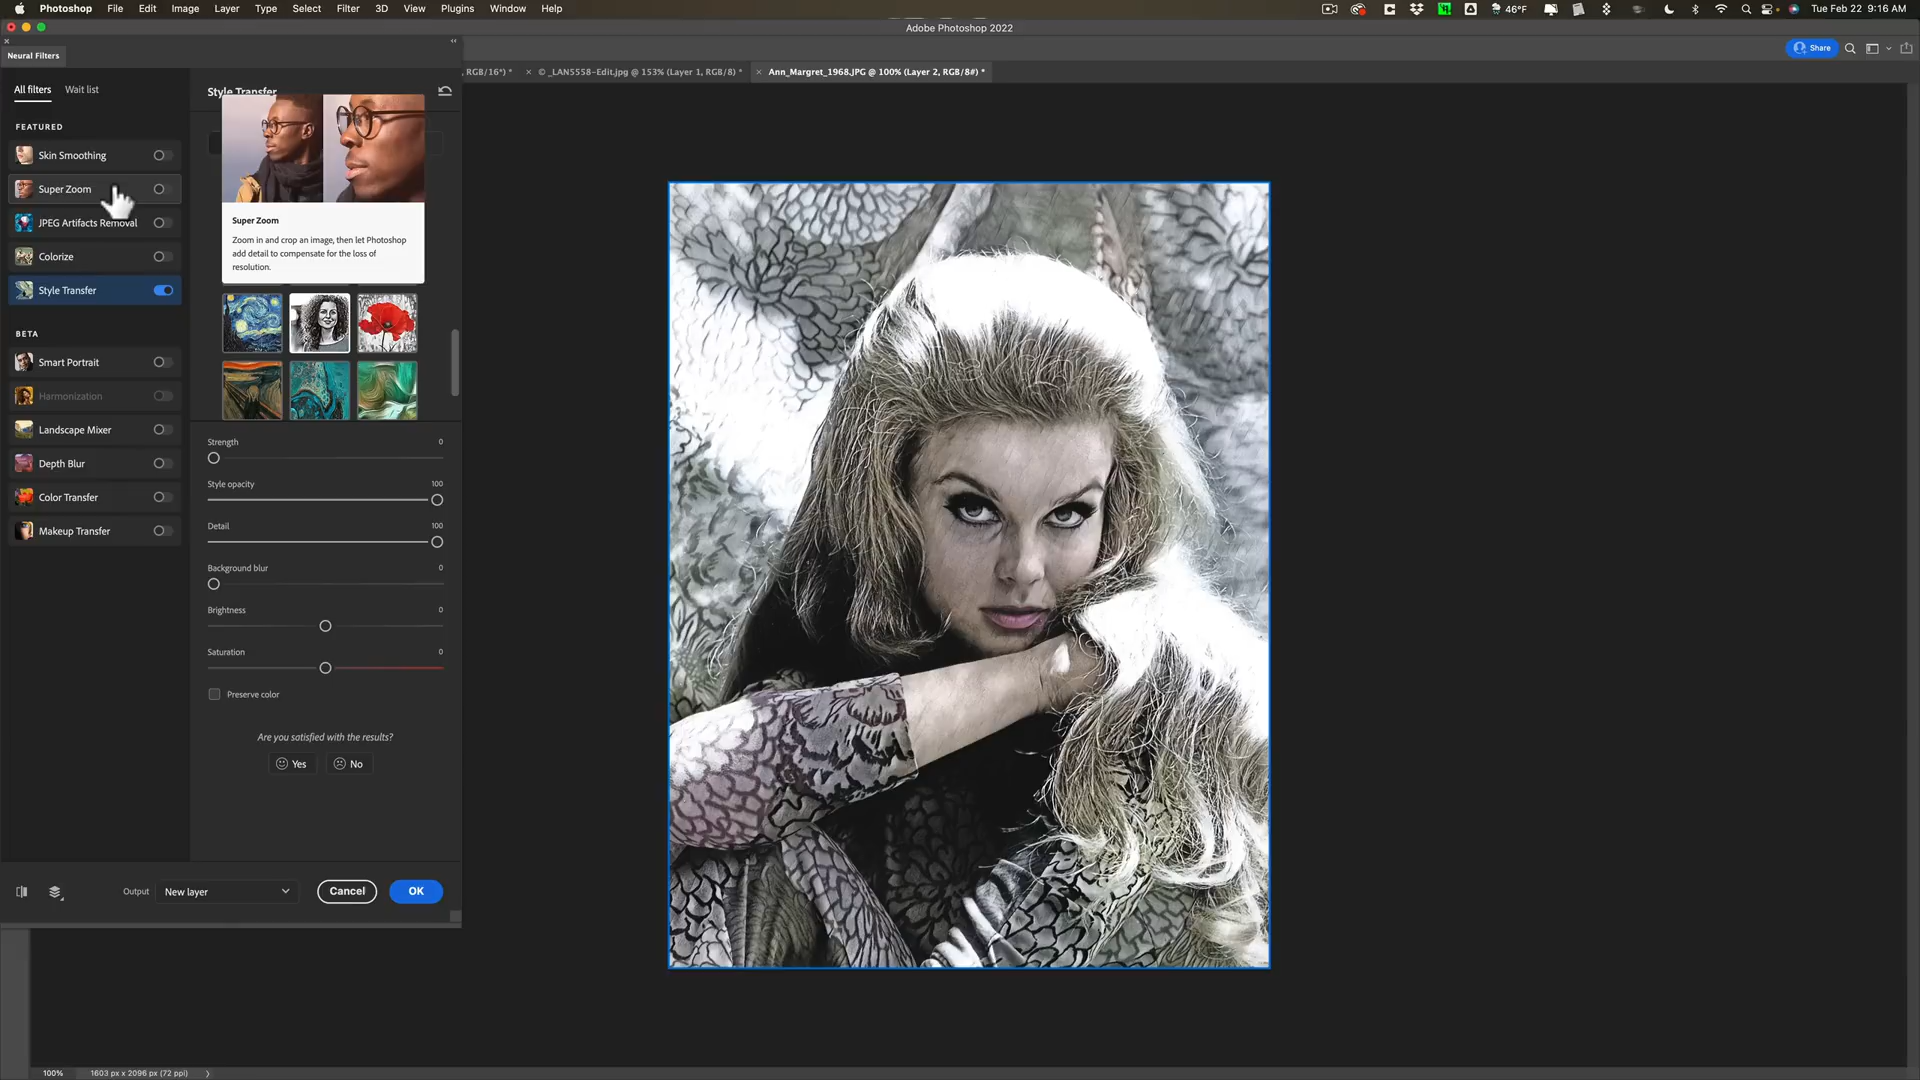 Photoshop File Edit Image Layer Type Select Filter 3D View Plugins Window Help
46°F
Tue Feb 22 9:16 AM
Adobe Photoshop 2022
Neural Filters
Share
, RGB/16*) *
© _LAN5558-Edit.jpg @ 153% (Layer 1, RGB/8) *
Ann_Margret_1968.JPG @ 100% (Layer 2, RGB/8#) *
All filters
Wait list
Style Transfer
FEATURED
Skin Smoothing
Super Zoom
JPEG Artifacts Removal
Colorize
Style Transfer
Super Zoom
Zoom in and crop an image, then let Photoshop
add detail to compensate for the loss of
resolution.
BETA
Smart Portrait
Harmonization
Landscape Mixer
Depth Blur
Color Transfer
Makeup Transfer
Strength 0
Style opacity 100
Detail 100
Background blur 0
Brightness 0
Saturation 0
Preserve color
Are you satisfied with the results?
Yes
No
Output
New layer
Cancel
OK
100%
1603 px x 2096 px (72 ppi)